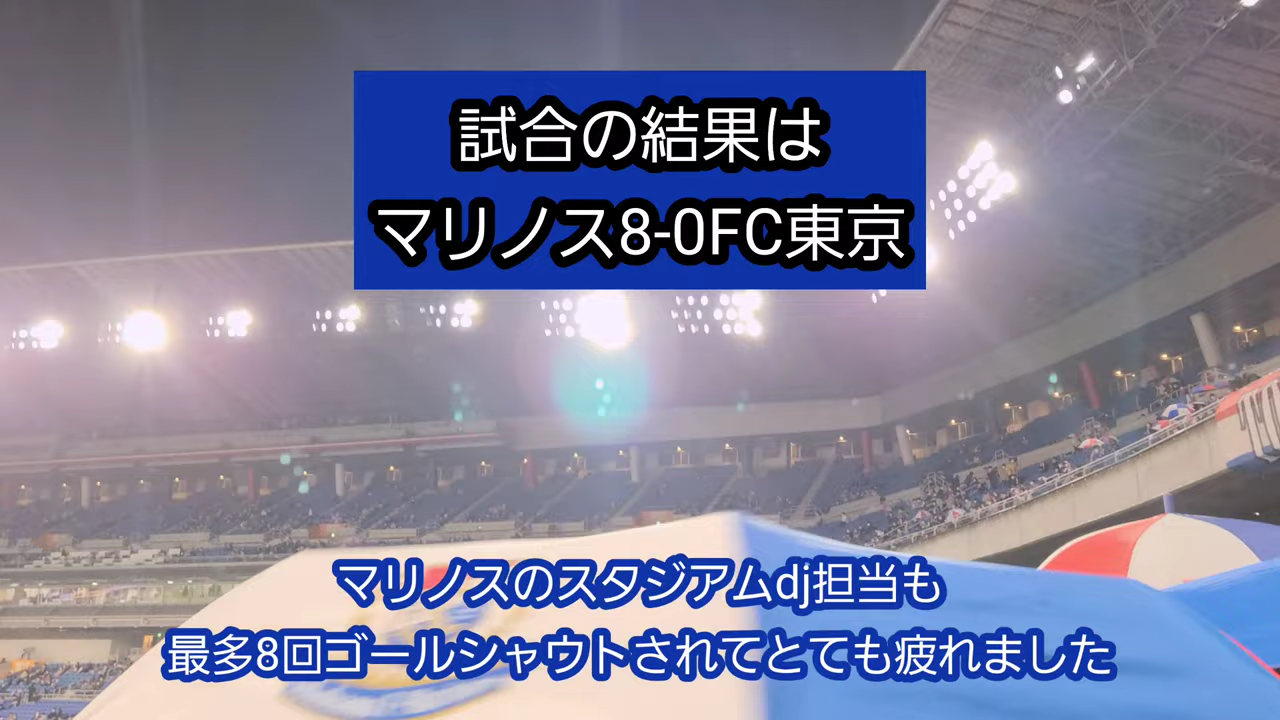 試合の結果は
マリノス8-0FC東京
マリノスのスタジアムdj担当も
最多8回ゴールシャウトされてとても疲れました